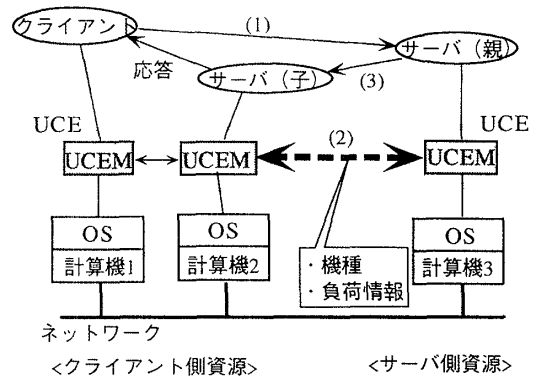 クライアント
(1)
サーバ（親）
応答
サーバ（子）
(3)
UCE
UCE
(2)
UCEM
UCEM
UCEM
OS
OS
OS
計算機1
計算機2
・機種
・負荷情報
計算機3
ネットワーク
<クライアント側資源>
<サーバ側資源>